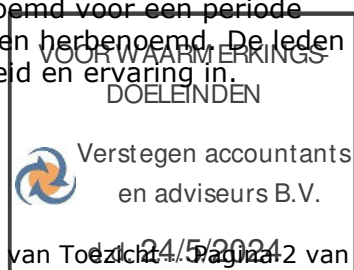 oemd voor een periode
en herbenoemd. De leden
VOOR WAARMERKINGS-
eid en ervaring in.
DOELEINDEN
Verstegen accountants
en adviseurs B.V.
d.d. 24/5/2024
van Toezicht - Pagina 2 van